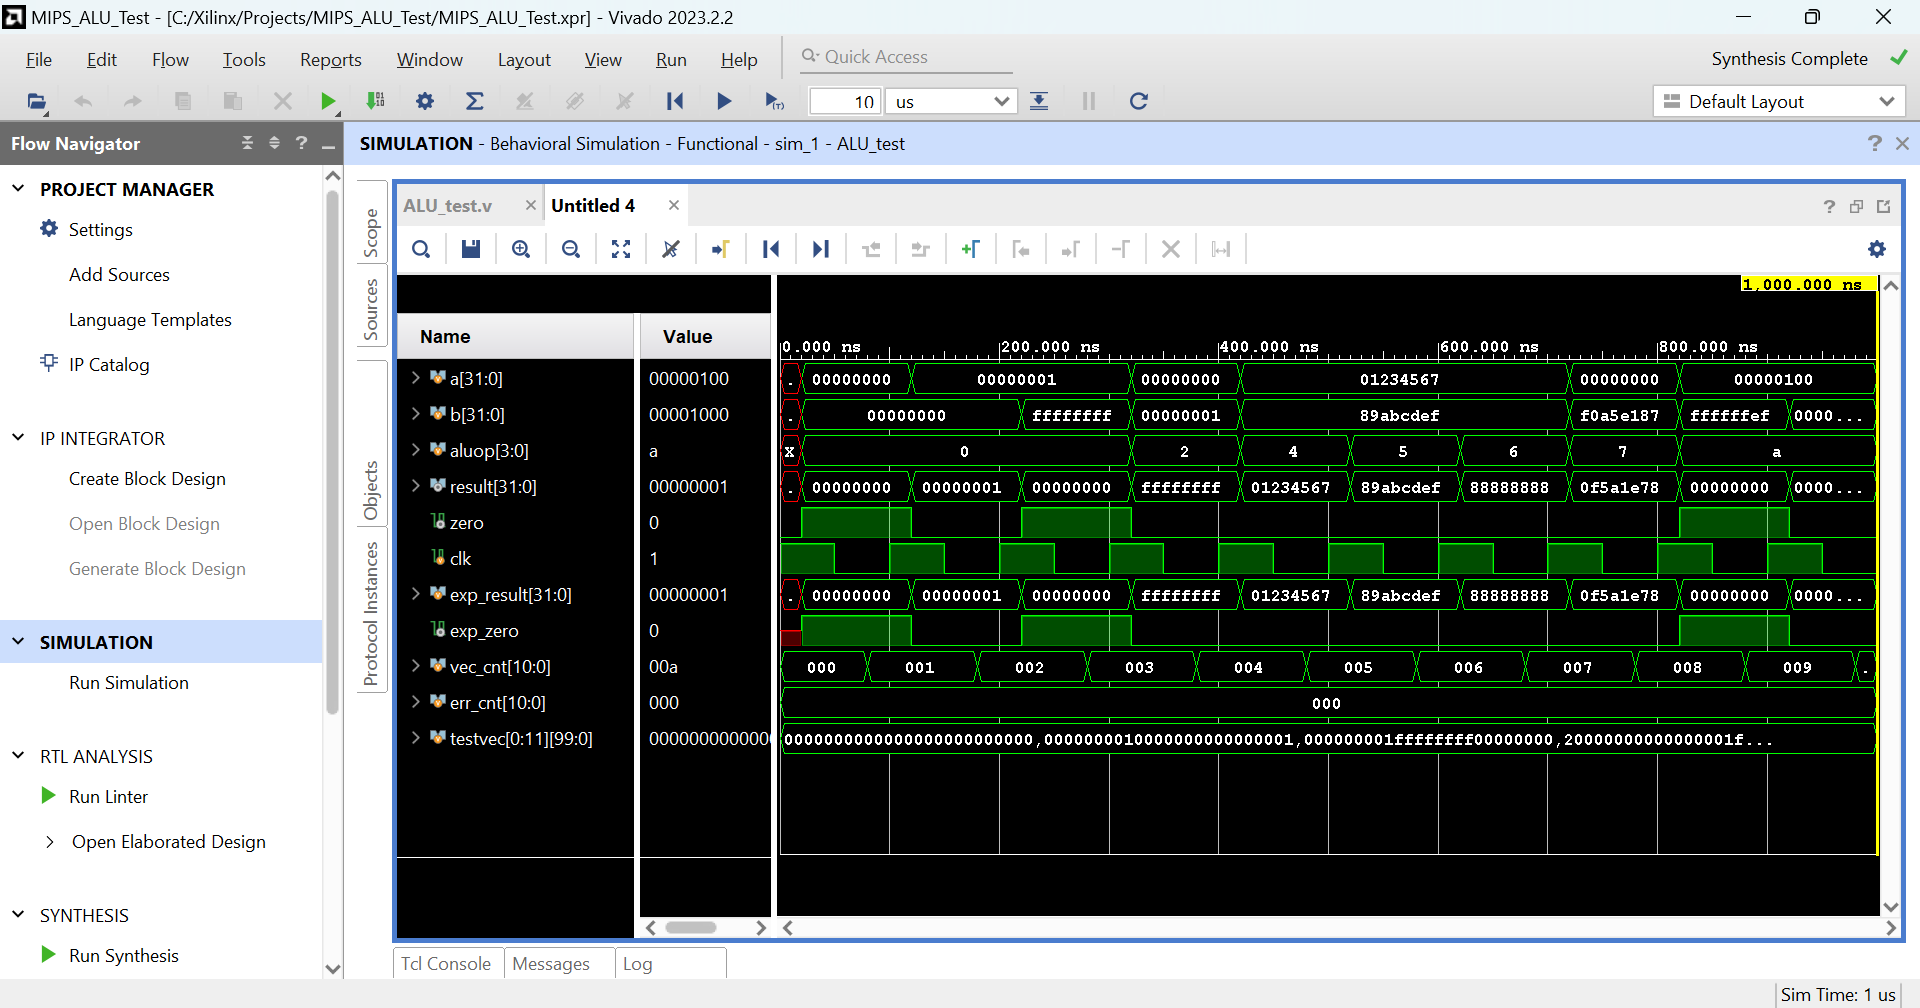 MIPS_ALU_Test - [C:/Xilinx/Projects/MIPS_ALU_Test/MIPS_ALU_Test.xpr] - Vivado 2023.2.2
File Edit Flow Tools Reports Window Layout View Run Help Quick Access Synthesis Complete
10 us Default Layout
Flow Navigator
SIMULATION - Behavioral Simulation - Functional - sim_1 - ALU_test
PROJECT MANAGER
Settings
Add Sources
Language Templates
IP Catalog
IP INTEGRATOR
Create Block Design
Open Block Design
Generate Block Design
SIMULATION
Run Simulation
RTL ANALYSIS
Run Linter
Open Elaborated Design
SYNTHESIS
Run Synthesis
Scope
Sources
Objects
Protocol Instances
ALU_test.v Untitled 4
1,000.000 ns
Name Value
0.000 ns 200.000 ns 400.000 ns 600.000 ns 800.000 ns
a[31:0] 00000100 . 00000000 00000001 00000000 01234567 00000000 00000100
b[31:0] 00001000 . 00000000 ffffffff 00000001 89abcdef f0a5e187 ffffffef 0000...
aluop[3:0] a X 0 2 4 5 6 7 a
result[31:0] 00000001 . 00000000 00000001 00000000 ffffffff 01234567 89abcdef 88888888 0f5a1e78 00000000 0000...
zero 0
clk 1
exp_result[31:0] 00000001 . 00000000 00000001 00000000 ffffffff 01234567 89abcdef 88888888 0f5a1e78 00000000 0000...
exp_zero 0
vec_cnt[10:0] 00a 000 001 002 003 004 005 006 007 008 009 .
err_cnt[10:0] 000 000
testvec[0:11][99:0] 0000000000000 0000000000000000000000000,0000000010000000000000001,000000001ffffffff00000000,20000000000000001f...
Tcl Console Messages Log
Sim Time: 1 us